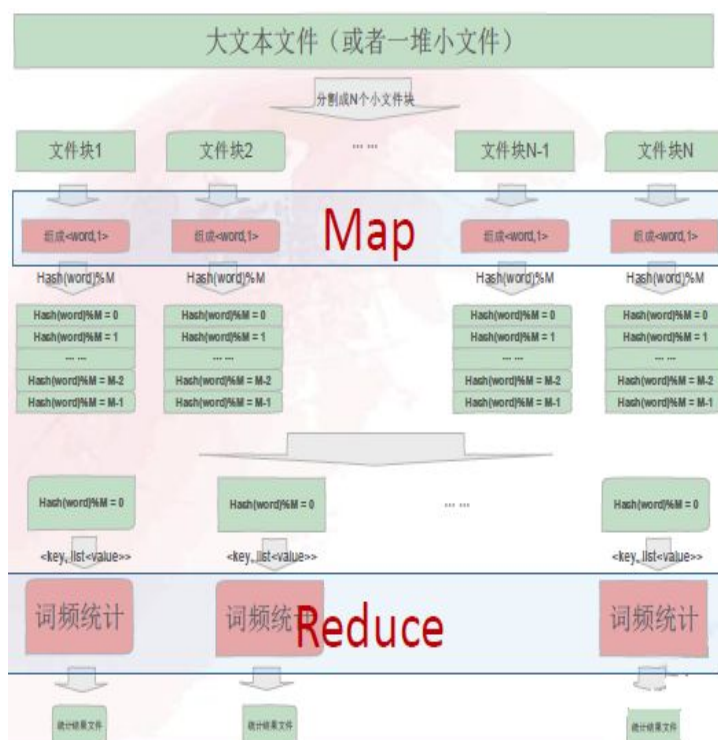 大文本文件（或者一堆小文件）
分割成N个小文件块
文件块1 文件块2 ... ... 文件块N-1 文件块N
Map
组成<word,1> 组成<word,1> 组成<word,1> 组成<word,1>
Hash(word)%M Hash(word)%M Hash(word)%M Hash(word)%M
Hash(word)%M = 0 Hash(word)%M = 0 Hash(word)%M = 0 Hash(word)%M = 0
Hash(word)%M = 1 Hash(word)%M = 1 Hash(word)%M = 1 Hash(word)%M = 1
... ... ... ... ... ... ... ...
Hash(word)%M = M-2 Hash(word)%M = M-2 Hash(word)%M = M-2 Hash(word)%M = M-2
Hash(word)%M = M-1 Hash(word)%M = M-1 Hash(word)%M = M-1 Hash(word)%M = M-1
Hash(word)%M = 0 Hash(word)%M = 0 ... ... Hash(word)%M = 0
<key, list<value>> <key, list<value>> <key, list<value>>
词频统计 词频统计 词频统计
Reduce
统计结果文件 统计结果文件 统计结果文件